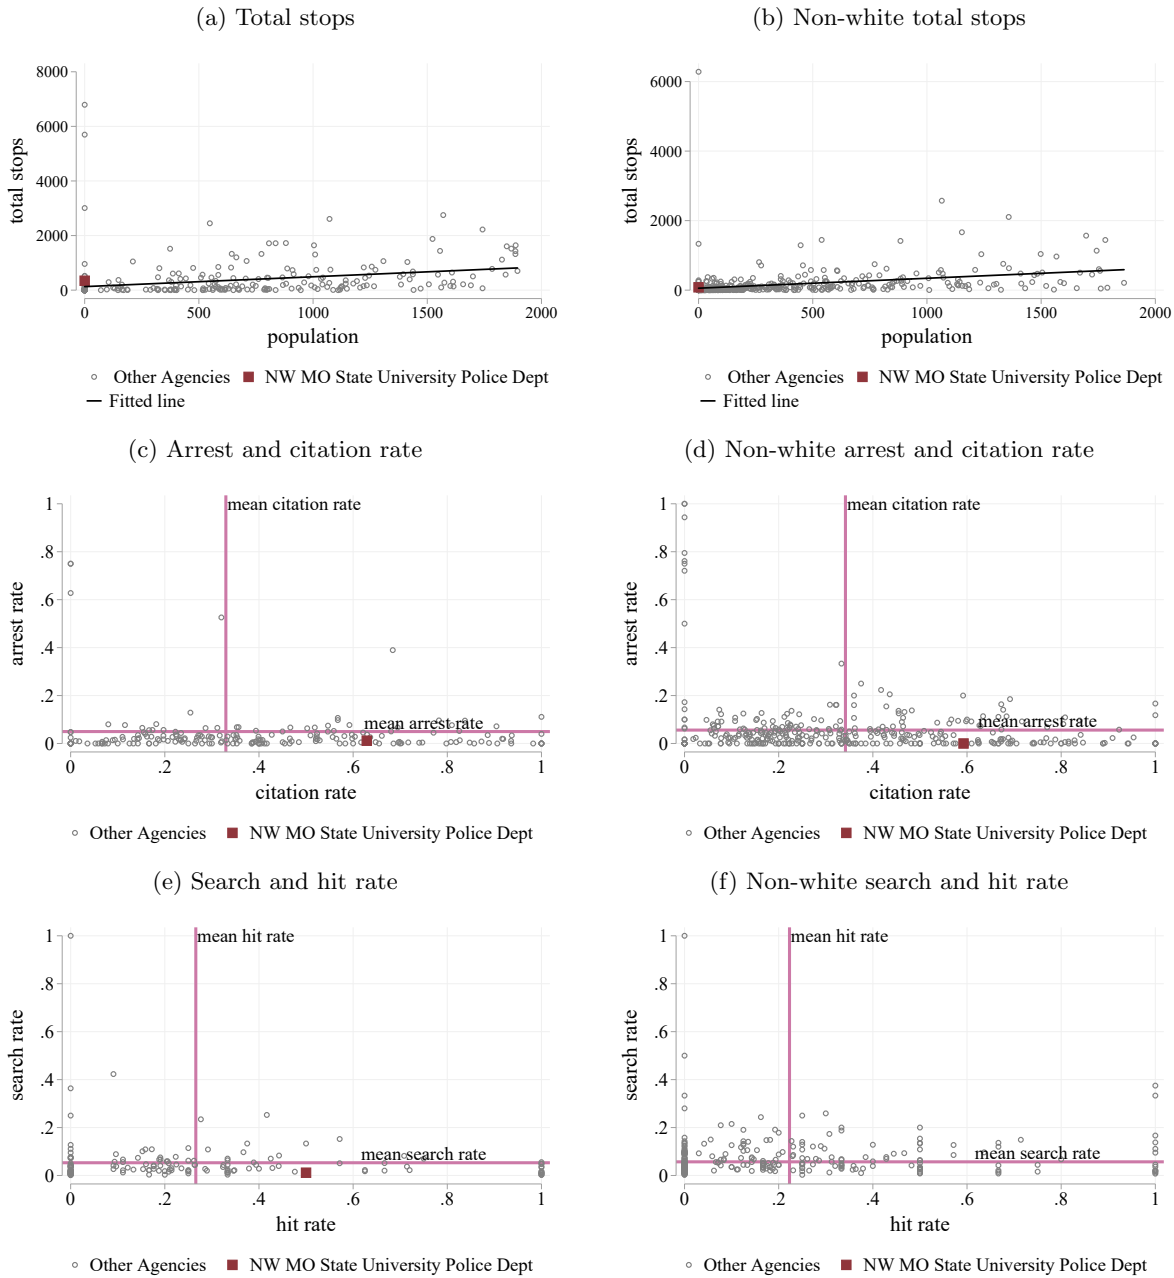 (a) Total stops
(b) Non-white total stops
total stops
8000
6000
4000
2000
0
0 500 1000 1500 2000
population
○ Other Agencies ■ NW MO State University Police Dept
— Fitted line
total stops
6000
4000
2000
0
0 500 1000 1500 2000
population
○ Other Agencies ■ NW MO State University Police Dept
— Fitted line
(c) Arrest and citation rate
(d) Non-white arrest and citation rate
arrest rate
1
.8
.6
.4
.2
0
mean citation rate
mean arrest rate
0 .2 .4 .6 .8 1
citation rate
○ Other Agencies ■ NW MO State University Police Dept
arrest rate
1
.8
.6
.4
.2
0
mean citation rate
mean arrest rate
0 .2 .4 .6 .8 1
citation rate
○ Other Agencies ■ NW MO State University Police Dept
(e) Search and hit rate
(f) Non-white search and hit rate
search rate
1
.8
.6
.4
.2
0
mean hit rate
mean search rate
0 .2 .4 .6 .8 1
hit rate
○ Other Agencies ■ NW MO State University Police Dept
search rate
1
.8
.6
.4
.2
0
mean hit rate
mean search rate
0 .2 .4 .6 .8 1
hit rate
○ Other Agencies ■ NW MO State University Police Dept